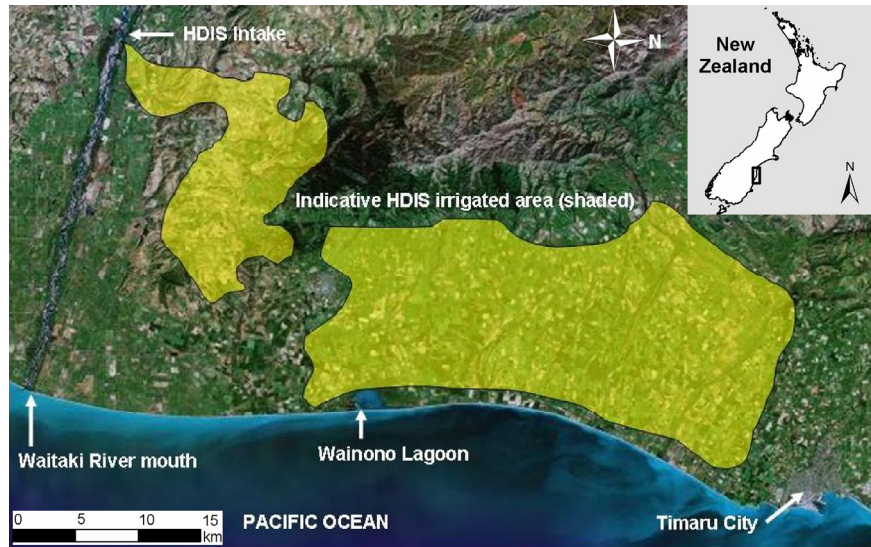 HDIS Intake
N
New
Zealand
N
Indicative HDIS irrigated area (shaded)
Waitaki River mouth
Wainono Lagoon
0 5 10 15
km
PACIFIC OCEAN
Timaru City